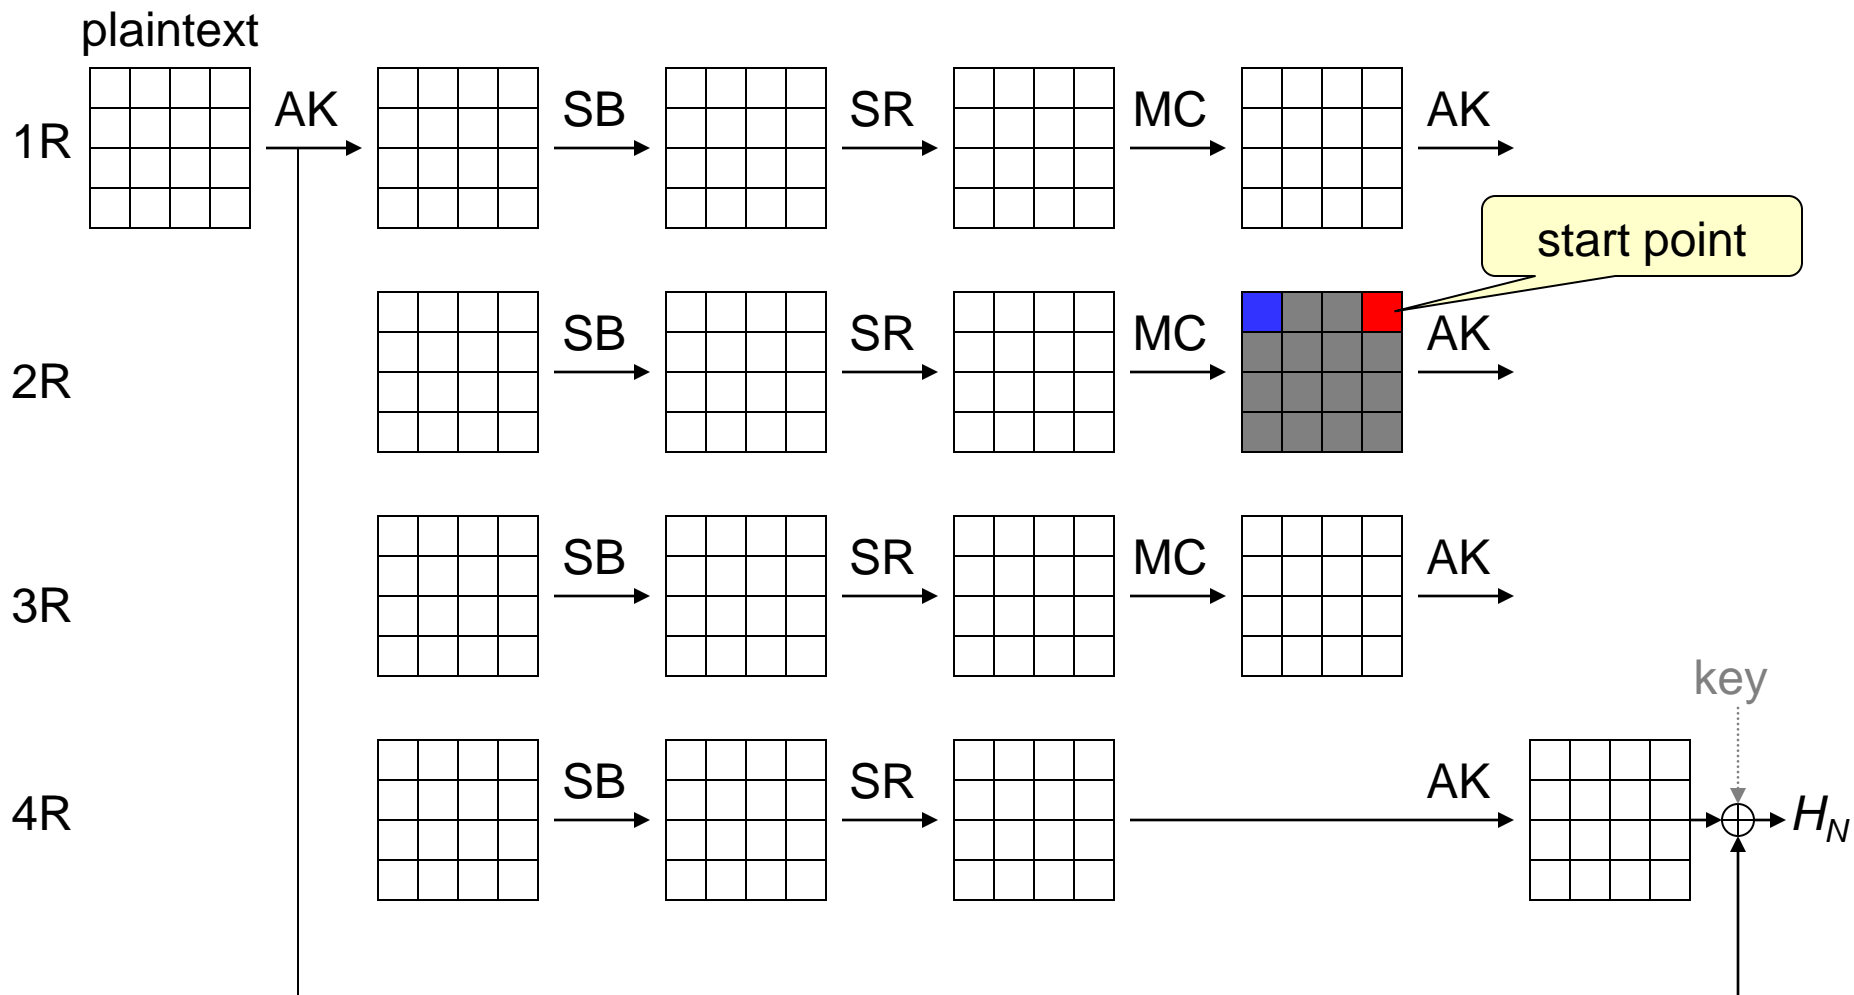 plaintext
1R AK SB SR MC AK
start point
2R SB SR MC AK
3R SB SR MC AK
key
4R SB SR AK H_N